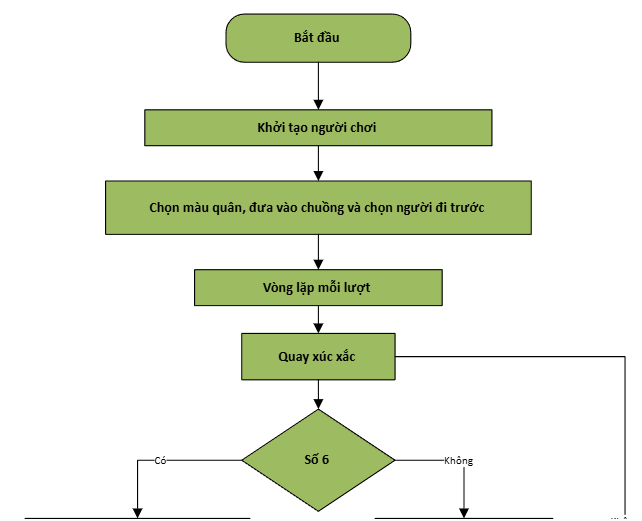 Bắt đầu
Khởi tạo người chơi
Chọn màu quân, đưa vào chuồng và chọn người đi trước
Vòng lặp mỗi lượt
Quay xúc xắc
Số 6
Có
Không